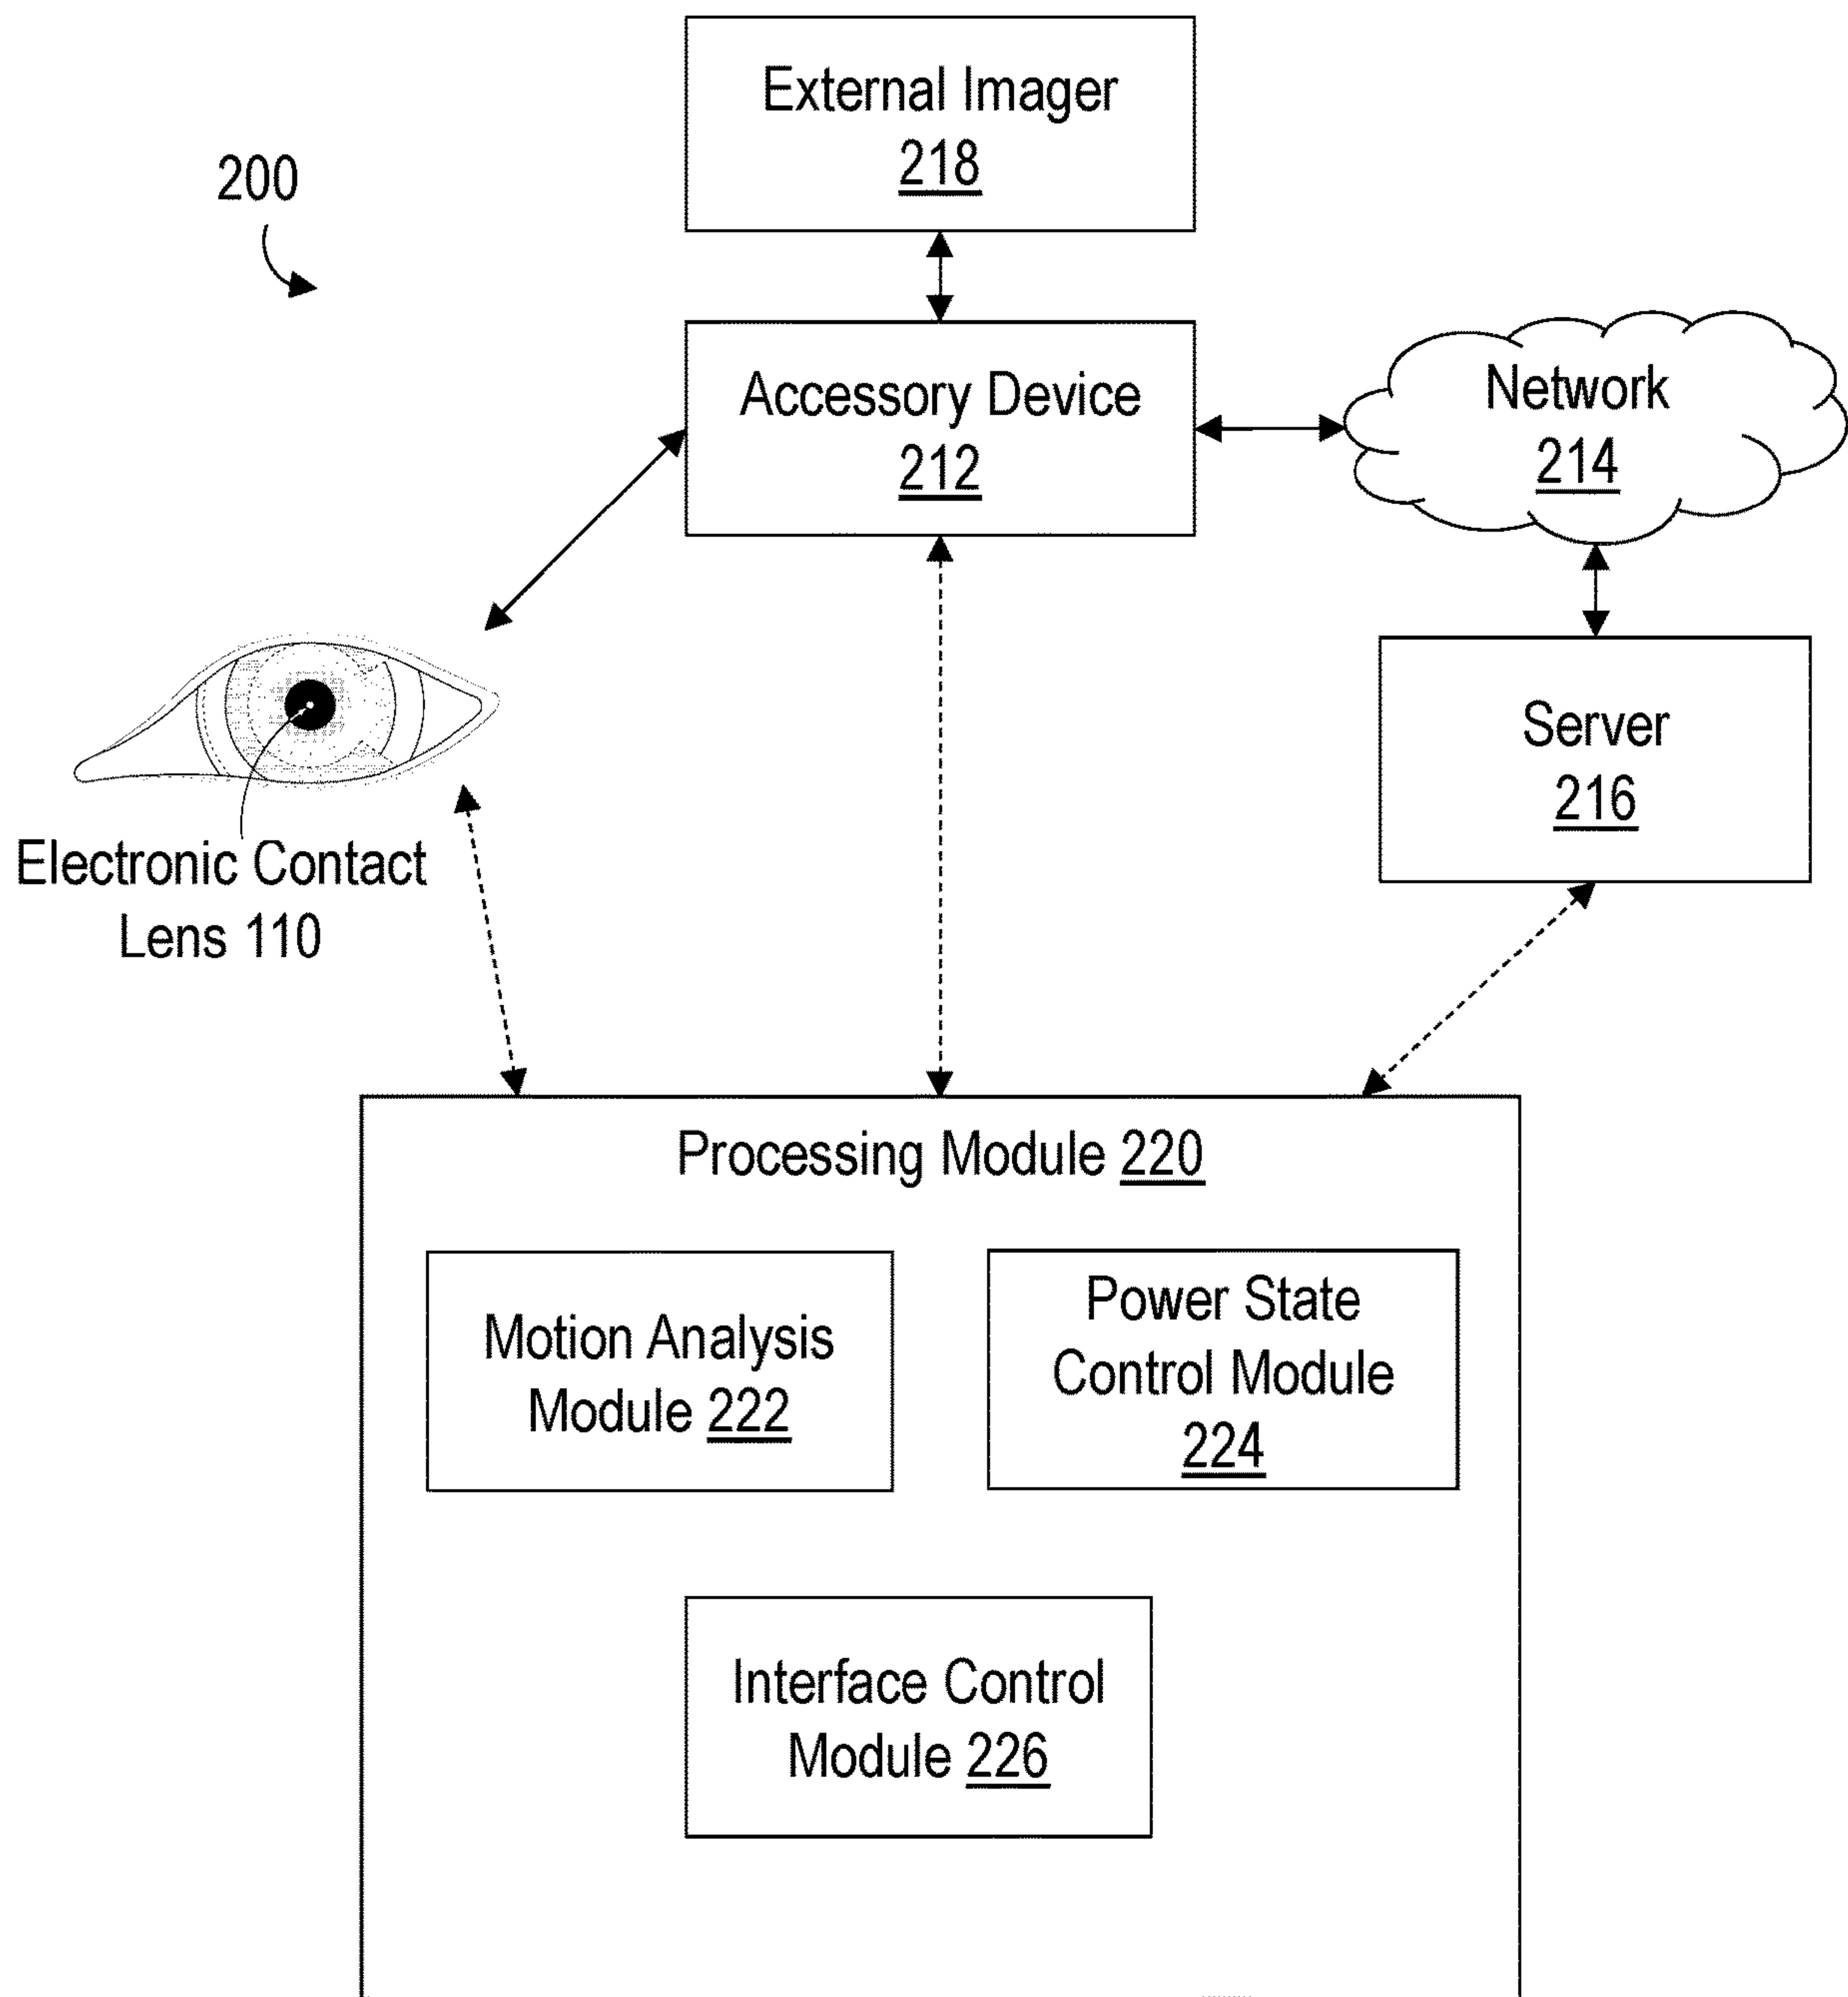 External Imager
218
200
Accessory Device
212
Network
214
Server
216
Electronic Contact
Lens 110
Processing Module 220
Motion Analysis
Module 222
Power State
Control Module
224
Interface Control
Module 226